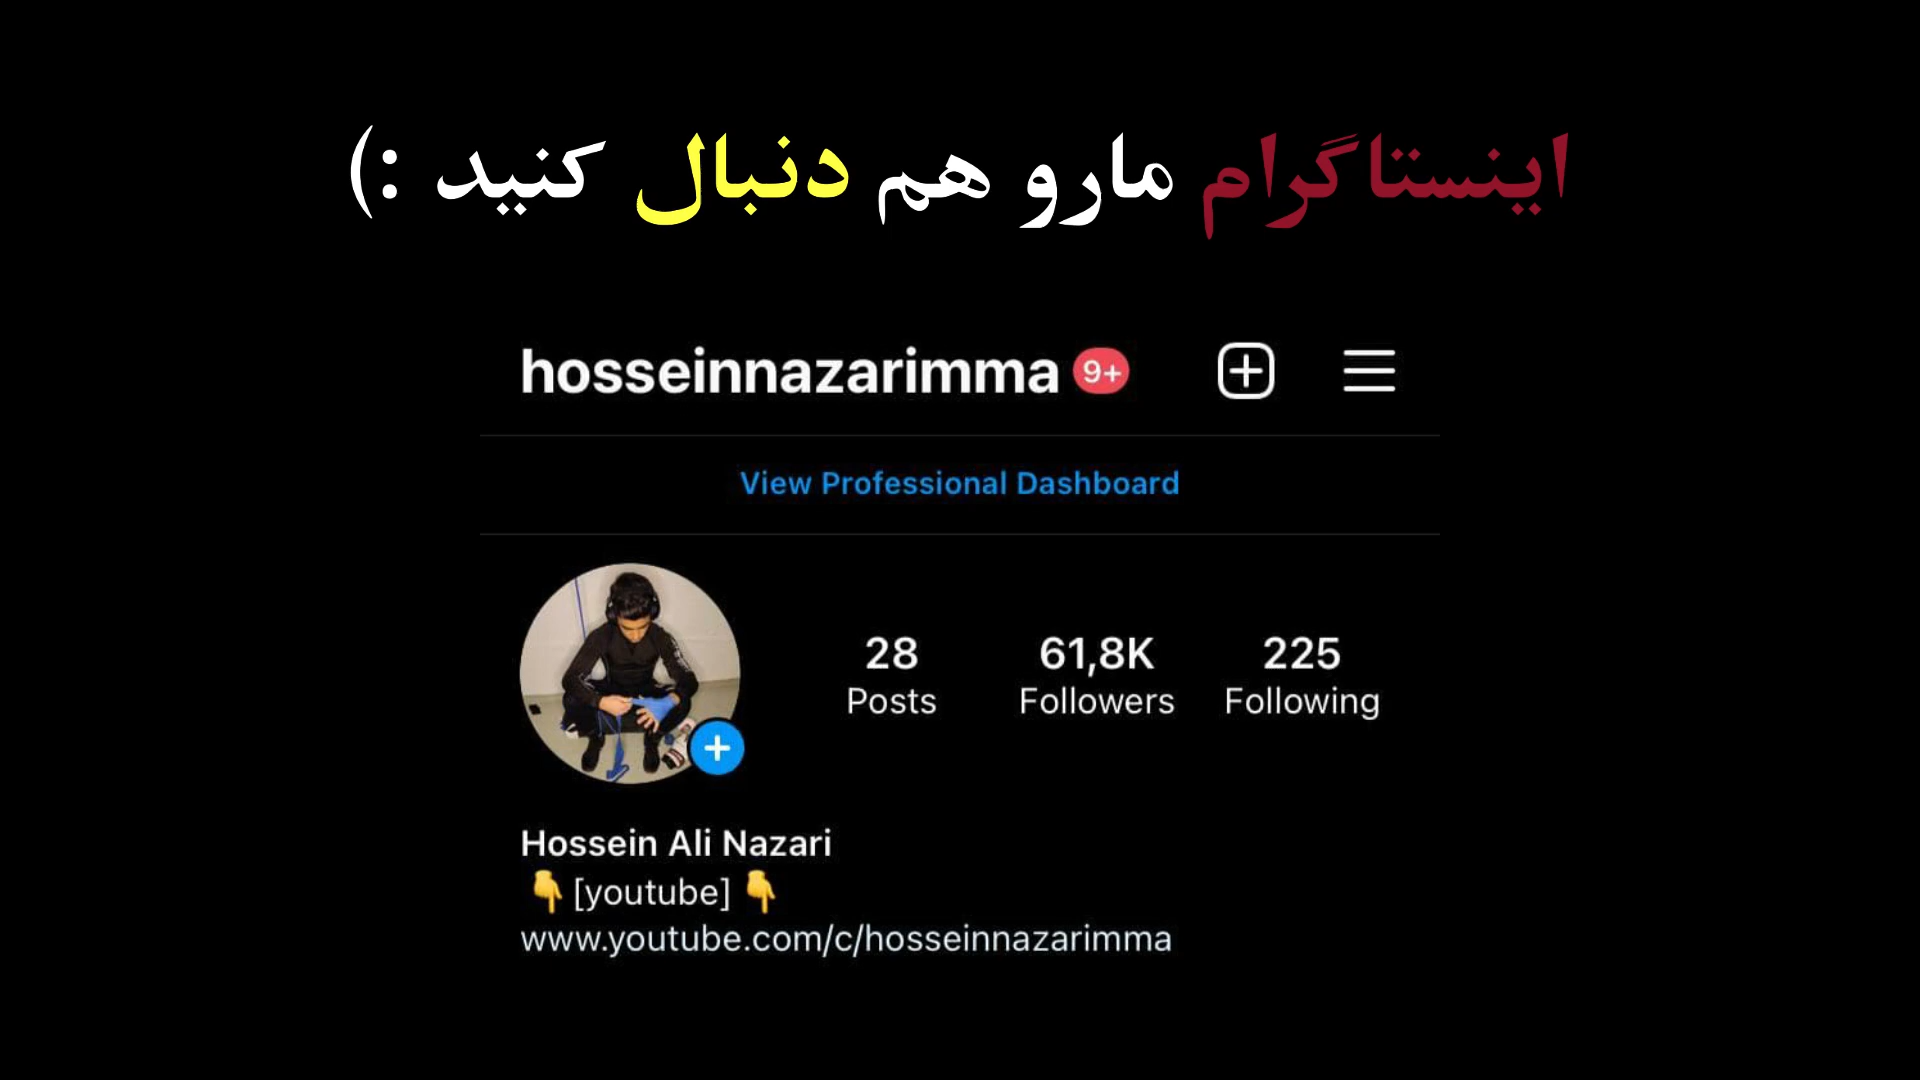 اینستاگرام مارو هم دنبال کنید :)
hosseinnazarimma 9+
View Professional Dashboard
28 61,8K 225
Posts Followers Following
Hossein Ali Nazari
👇[youtube]👇
www.youtube.com/c/hosseinnazarimma